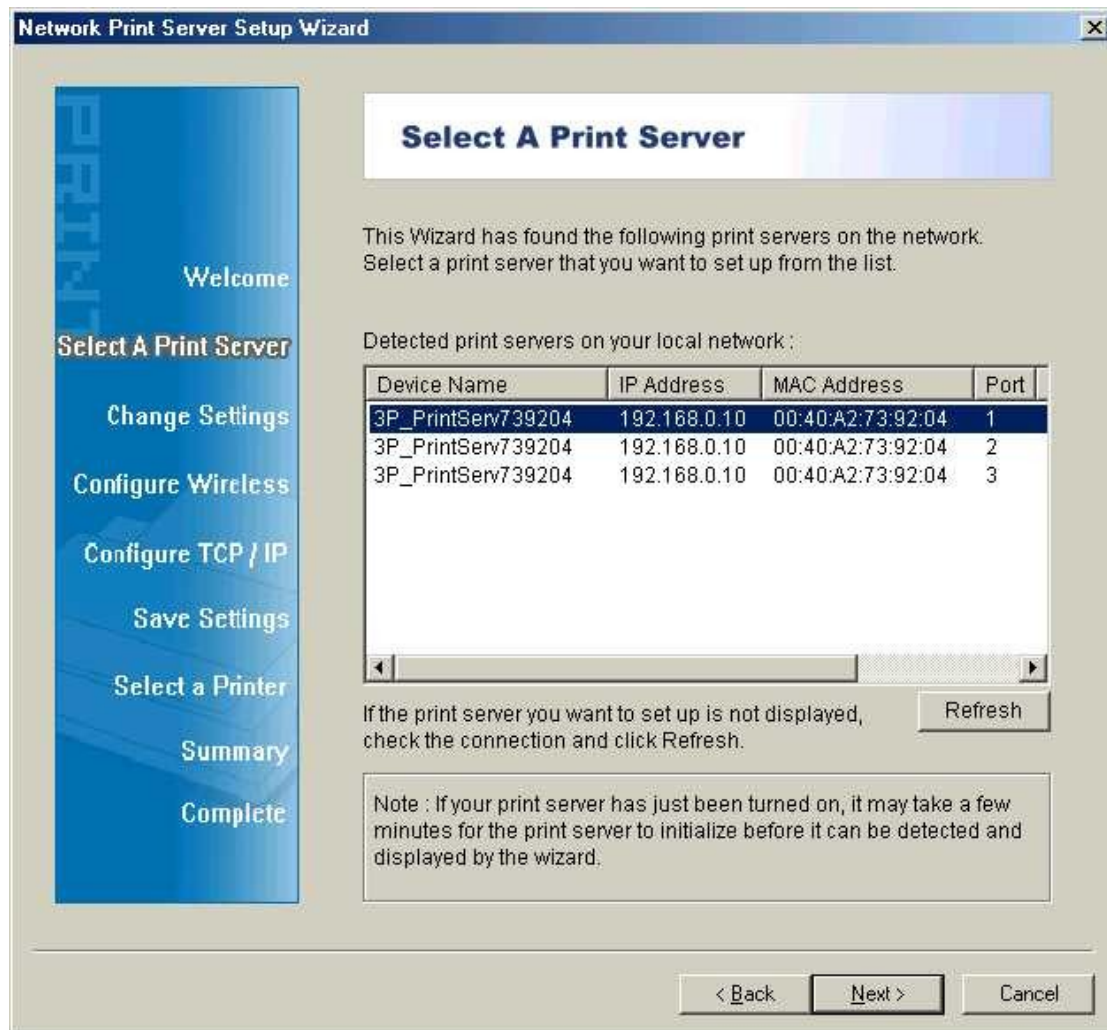 Network Print Server Setup Wizard
PRINT
Welcome
Select A Print Server
Change Settings
Configure Wireless
Configure TCP / IP
Save Settings
Select a Printer
Summary
Complete
Select A Print Server
This Wizard has found the following print servers on the network.
Select a print server that you want to set up from the list.
Detected print servers on your local network :
Device Name IP Address MAC Address Port
3P_PrintServ739204 192.168.0.10 00:40:A2:73:92:04 1
3P_PrintServ739204 192.168.0.10 00:40:A2:73:92:04 2
3P_PrintServ739204 192.168.0.10 00:40:A2:73:92:04 3
If the print server you want to set up is not displayed,
check the connection and click Refresh.
Refresh
Note : If your print server has just been turned on, it may take a few
minutes for the print server to initialize before it can be detected and
displayed by the wizard.
< Back
Next >
Cancel